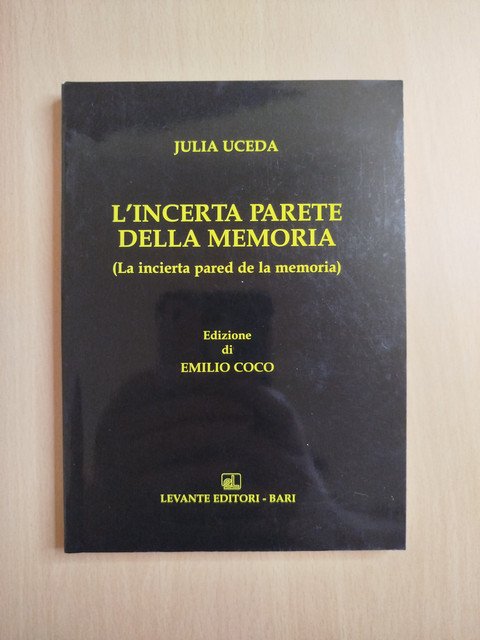 JULIA UCEDA
L'INCERTA PARETE
DELLA MEMORIA
(La incierta pared de la memoria)
Edizione
di
EMILIO COCO
LEVANTE EDITORI - BARI